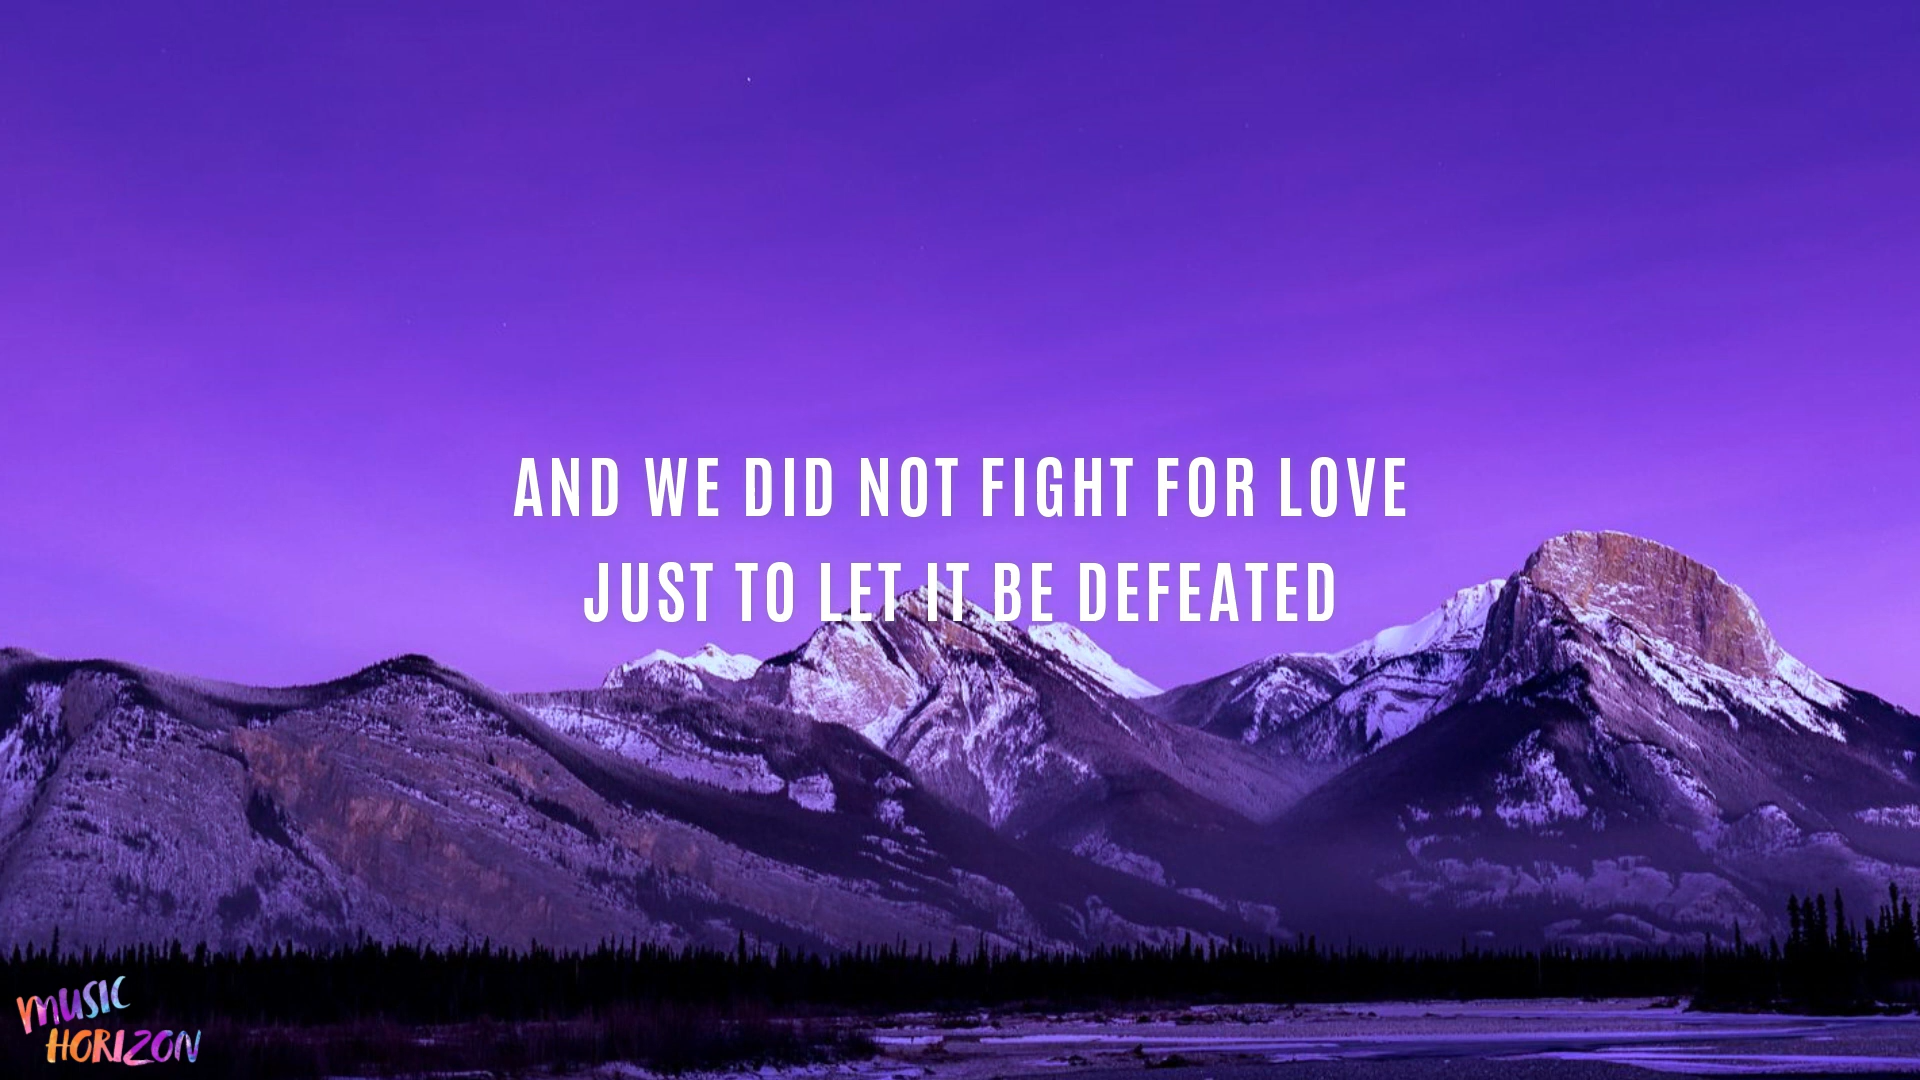 AND WE DID NOT FIGHT FOR LOVE
JUST TO LET IT BE DEFEATED
MUSIC
HORIZON